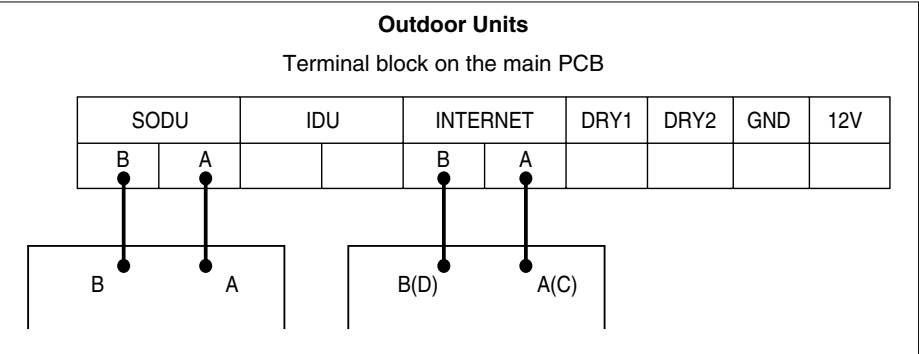 Outdoor Units
Terminal block on the main PCB
SODU IDU INTERNET DRY1 DRY2 GND 12V
B A B A
B A B(D) A(C)